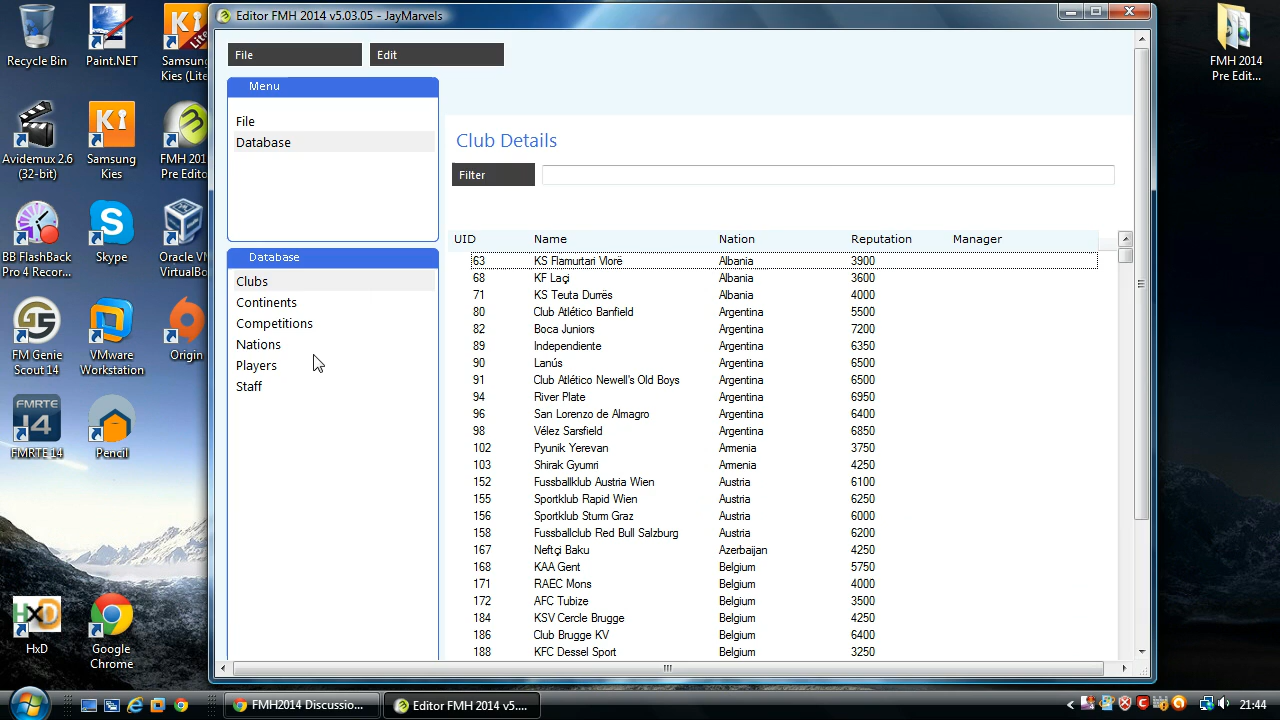 Recycle Bin
Paint.NET
Samsun
Kies (Lite
Avidemux 2.6
(32-bit)
Samsung
Kies
FMH 201
Pre Edito
BB FlashBack
Pro 4 Recor...
Skype
Oracle VM
VirtualBo
FM Genie
Scout 14
VMware
Workstation
Origin
FMRTE 14
Pencil
HxD
Google
Chrome
FMH 2014
Pre Edit...
Editor FMH 2014 v5.03.05 - JayMarvels
File
Edit
Menu
File
Database
Database
Clubs
Continents
Competitions
Nations
Players
Staff
Club Details
Filter
UID Name Nation Reputation Manager
63 KS Flamurtari Vlorë Albania 3900
68 KF Laçi Albania 3600
71 KS Teuta Durrës Albania 4000
80 Club Atlético Banfield Argentina 5500
82 Boca Juniors Argentina 7200
89 Independiente Argentina 6350
90 Lanús Argentina 6500
91 Club Atlético Newell's Old Boys Argentina 6500
94 River Plate Argentina 6950
96 San Lorenzo de Almagro Argentina 6400
98 Vélez Sarsfield Argentina 6850
102 Pyunik Yerevan Armenia 3750
103 Shirak Gyumri Armenia 4250
152 Fussballklub Austria Wien Austria 6100
155 Sportklub Rapid Wien Austria 6250
156 Sportklub Sturm Graz Austria 6000
158 Fussballclub Red Bull Salzburg Austria 6200
167 Neftçi Baku Azerbaijan 4250
168 KAA Gent Belgium 5750
171 RAEC Mons Belgium 4000
172 AFC Tubize Belgium 3500
184 KSV Cercle Brugge Belgium 4250
186 Club Brugge KV Belgium 6400
188 KFC Dessel Sport Belgium 3250
FMH2014 Discussio...
Editor FMH 2014 v5....
21:44